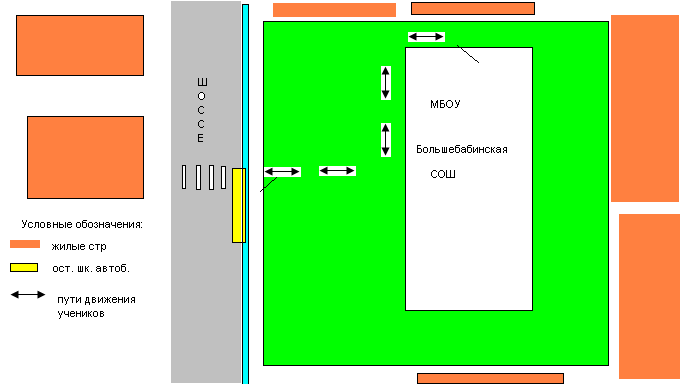 Ш
О
С
С
Е
МБОУ
Большебабинская
СОШ
Условные обозначения:
жилые стр
ост. шк. автоб.
пути движения
учеников